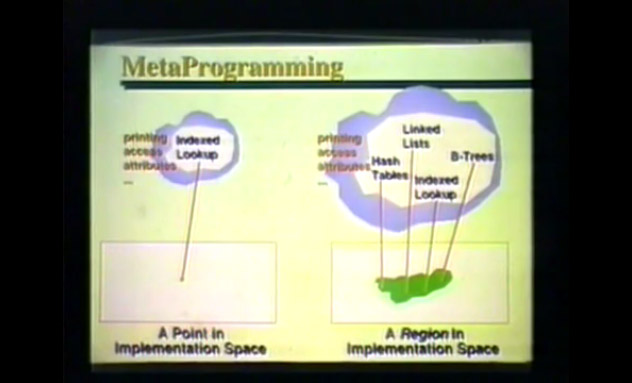 MetaProgramming
printing
access
attributes
...
Indexed
Lookup
A Point in
Implementation Space
printing
access
attributes
...
Linked
Lists
Hash
Tables
B-Trees
Indexed
Lookup
A Region in
Implementation Space